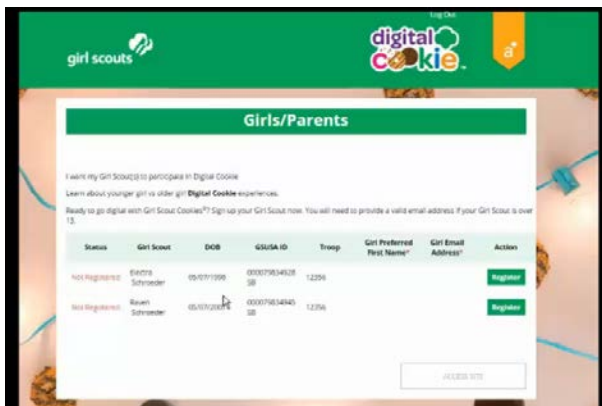 Log Out
girl scouts
digital
cookie
Girls/Parents
I want my Girl Scout(s) to participate in Digital Cookie
Learn about younger girl vs older girl Digital Cookie experiences.
Ready to go digital with Girl Scout Cookies®? Sign up your Girl Scout now. You will need to provide a valid email address if your Girl Scout is over
13.
Status Girl Scout DOB GSUSA ID Troop Girl Preferred First Name* Girl Email Address* Action
Not Registered Electra Schroeder 05/07/1998 12356 Register
Not Registered Raven Schroeder 12356 Register
ACCESS SITE